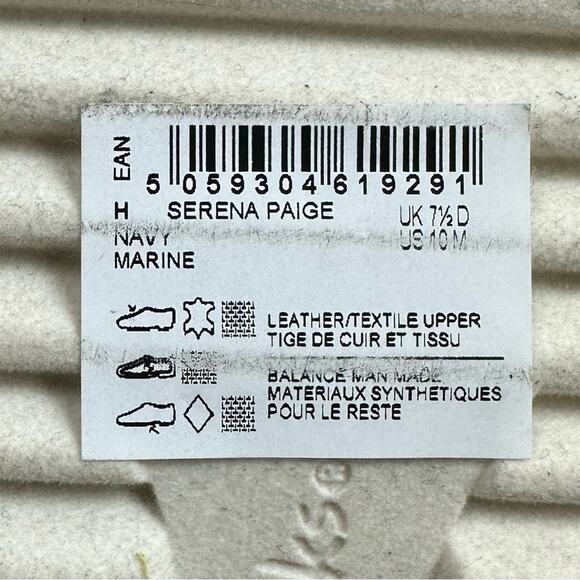 EAN
5 059304 619291
H SERENA PAIGE UK 7½ D
NAVY US 10 M
MARINE
LEATHER/TEXTILE UPPER
TIGE DE CUIR ET TISSU
BALANCE MAN MADE
MATERIAUX SYNTHETIQUES
POUR LE RESTE